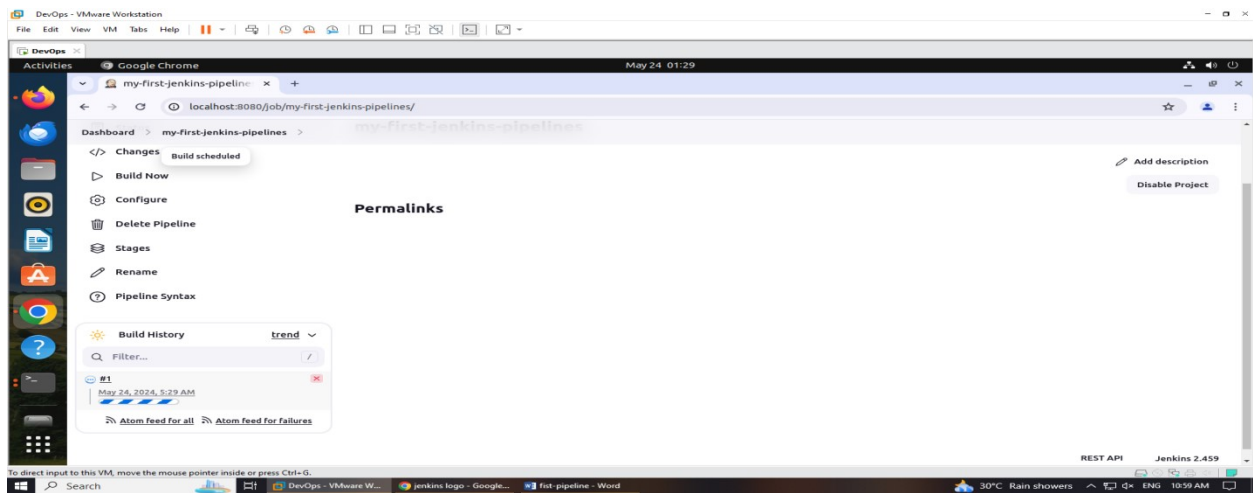 DevOps - VMware Workstation
File Edit View VM Tabs Help
DevOps
Activities Google Chrome May 24 01:29
my-first-jenkins-pipeline
localhost:8080/job/my-first-jenkins-pipelines/
Dashboard > my-first-jenkins-pipelines > my-first-jenkins-pipelines
</> Changes
Build scheduled
Add description
Build Now
Disable Project
Configure
Permalinks
Delete Pipeline
Stages
Rename
Pipeline Syntax
Build History trend
Filter... /
#1
May 24, 2024, 5:29 AM
Atom feed for all Atom feed for failures
REST API Jenkins 2.459
To direct input to this VM, move the mouse pointer inside or press Ctrl+G.
Search DevOps - VMware W... jenkins logo - Google... fist-pipeline - Word 30°C Rain showers ENG 10:59 AM